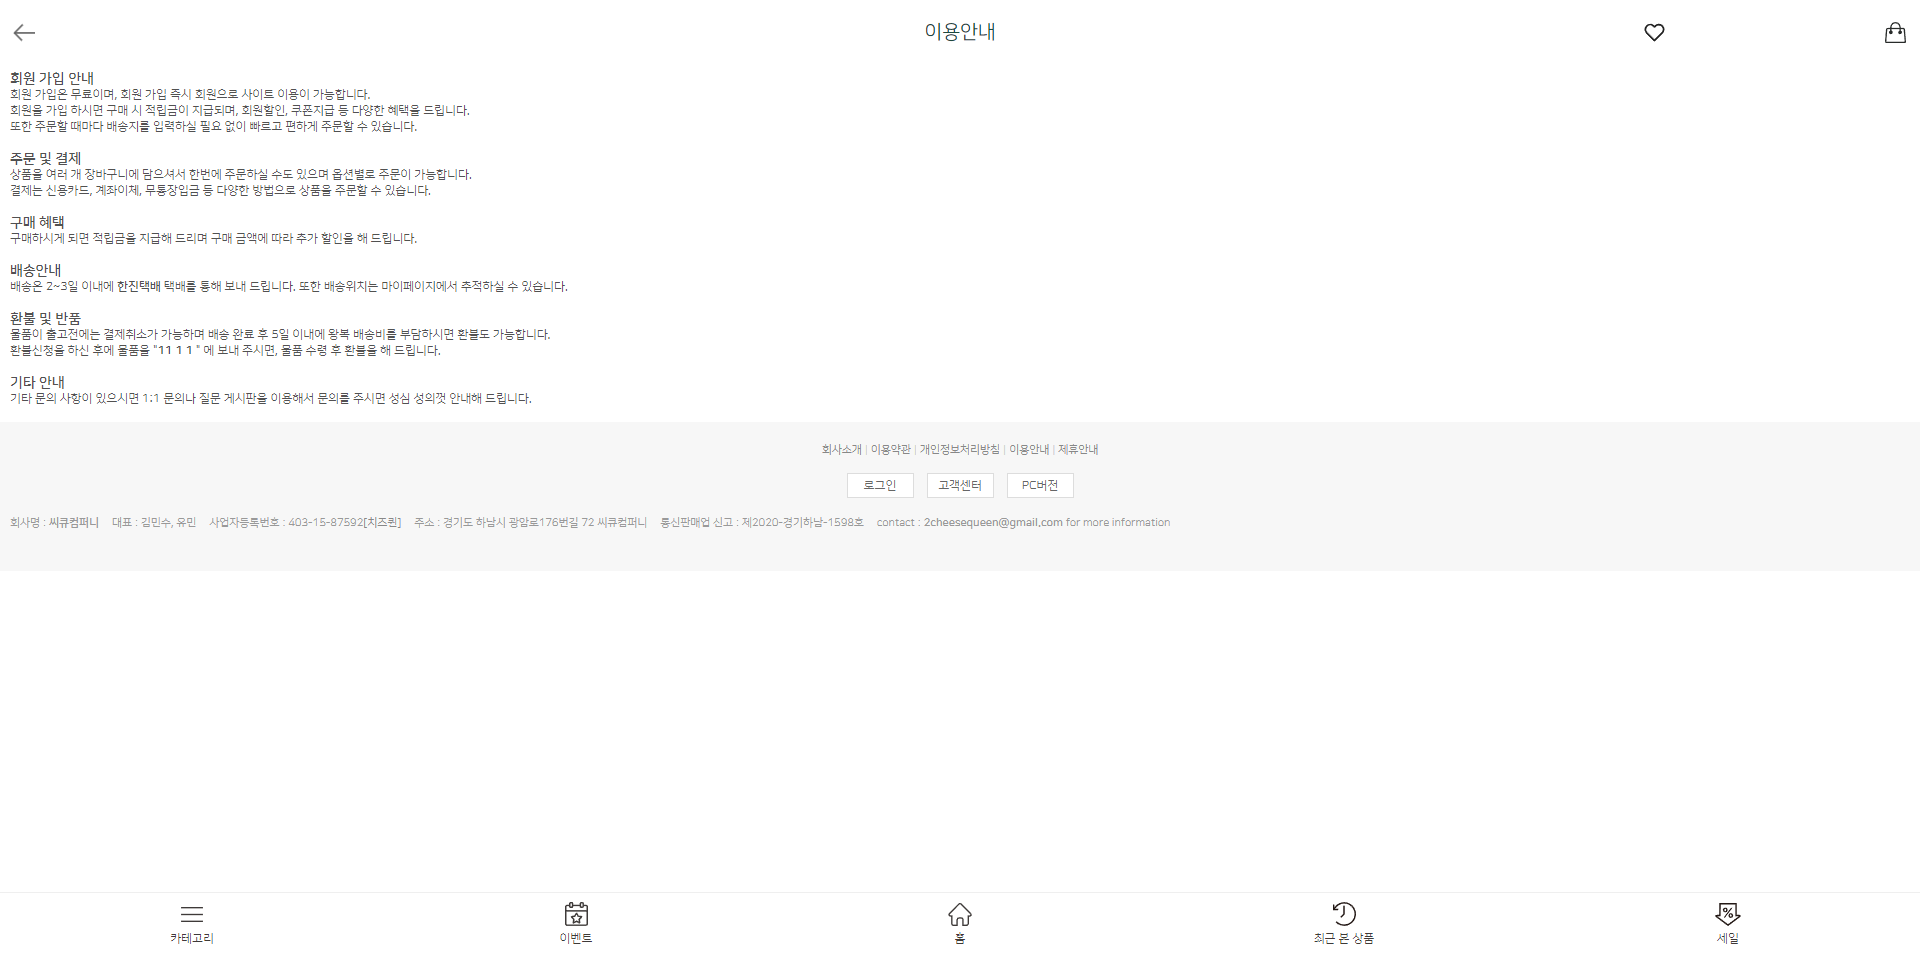 이용안내
회원 가입 안내
회원 가입은 무료이며, 회원 가입 즉시 회원으로 사이트 이용이 가능합니다.
회원을 가입 하시면 구매 시 적립금이 지급되며, 회원할인, 쿠폰지급 등 다양한 혜택을 드립니다.
또한 주문할 때마다 배송지를 입력하실 필요 없이 빠르고 편하게 주문할 수 있습니다.
주문 및 결제
상품을 여러 개 장바구니에 담으셔서 한번에 주문하실 수도 있으며 옵션별로 주문이 가능합니다.
결제는 신용카드, 계좌이체, 무통장입금 등 다양한 방법으로 상품을 주문할 수 있습니다.
구매 혜택
구매하시게 되면 적립금을 지급해 드리며 구매 금액에 따라 추가 할인을 해 드립니다.
배송안내
배송은 2~3일 이내에 한진택배 택배를 통해 보내 드립니다. 또한 배송위치는 마이페이지에서 추적하실 수 있습니다.
환불 및 반품
물품이 출고전에는 결제취소가 가능하며 배송 완료 후 5일 이내에 왕복 배송비를 부담하시면 환불도 가능합니다.
환불신청을 하신 후에 물품을 "11 1 1 " 에 보내 주시면, 물품 수령 후 환불을 해 드립니다.
기타 안내
기타 문의 사항이 있으시면 1:1 문의나 질문 게시판을 이용해서 문의를 주시면 성심 성의껏 안내해 드립니다.
회사소개 | 이용약관 | 개인정보처리방침 | 이용안내 | 제휴안내
로그인 고객센터 PC버전
회사명 : 씨큐컴퍼니 대표 : 김민수, 유민 사업자등록번호 : 403-15-87592[치즈퀸] 주소 : 경기도 하남시 광암로176번길 72 씨큐컴퍼니 통신판매업 신고 : 제2020-경기하남-1598호 contact : 2cheesequeen@gmail.com for more information
카테고리 이벤트 홈 최근 본 상품 세일